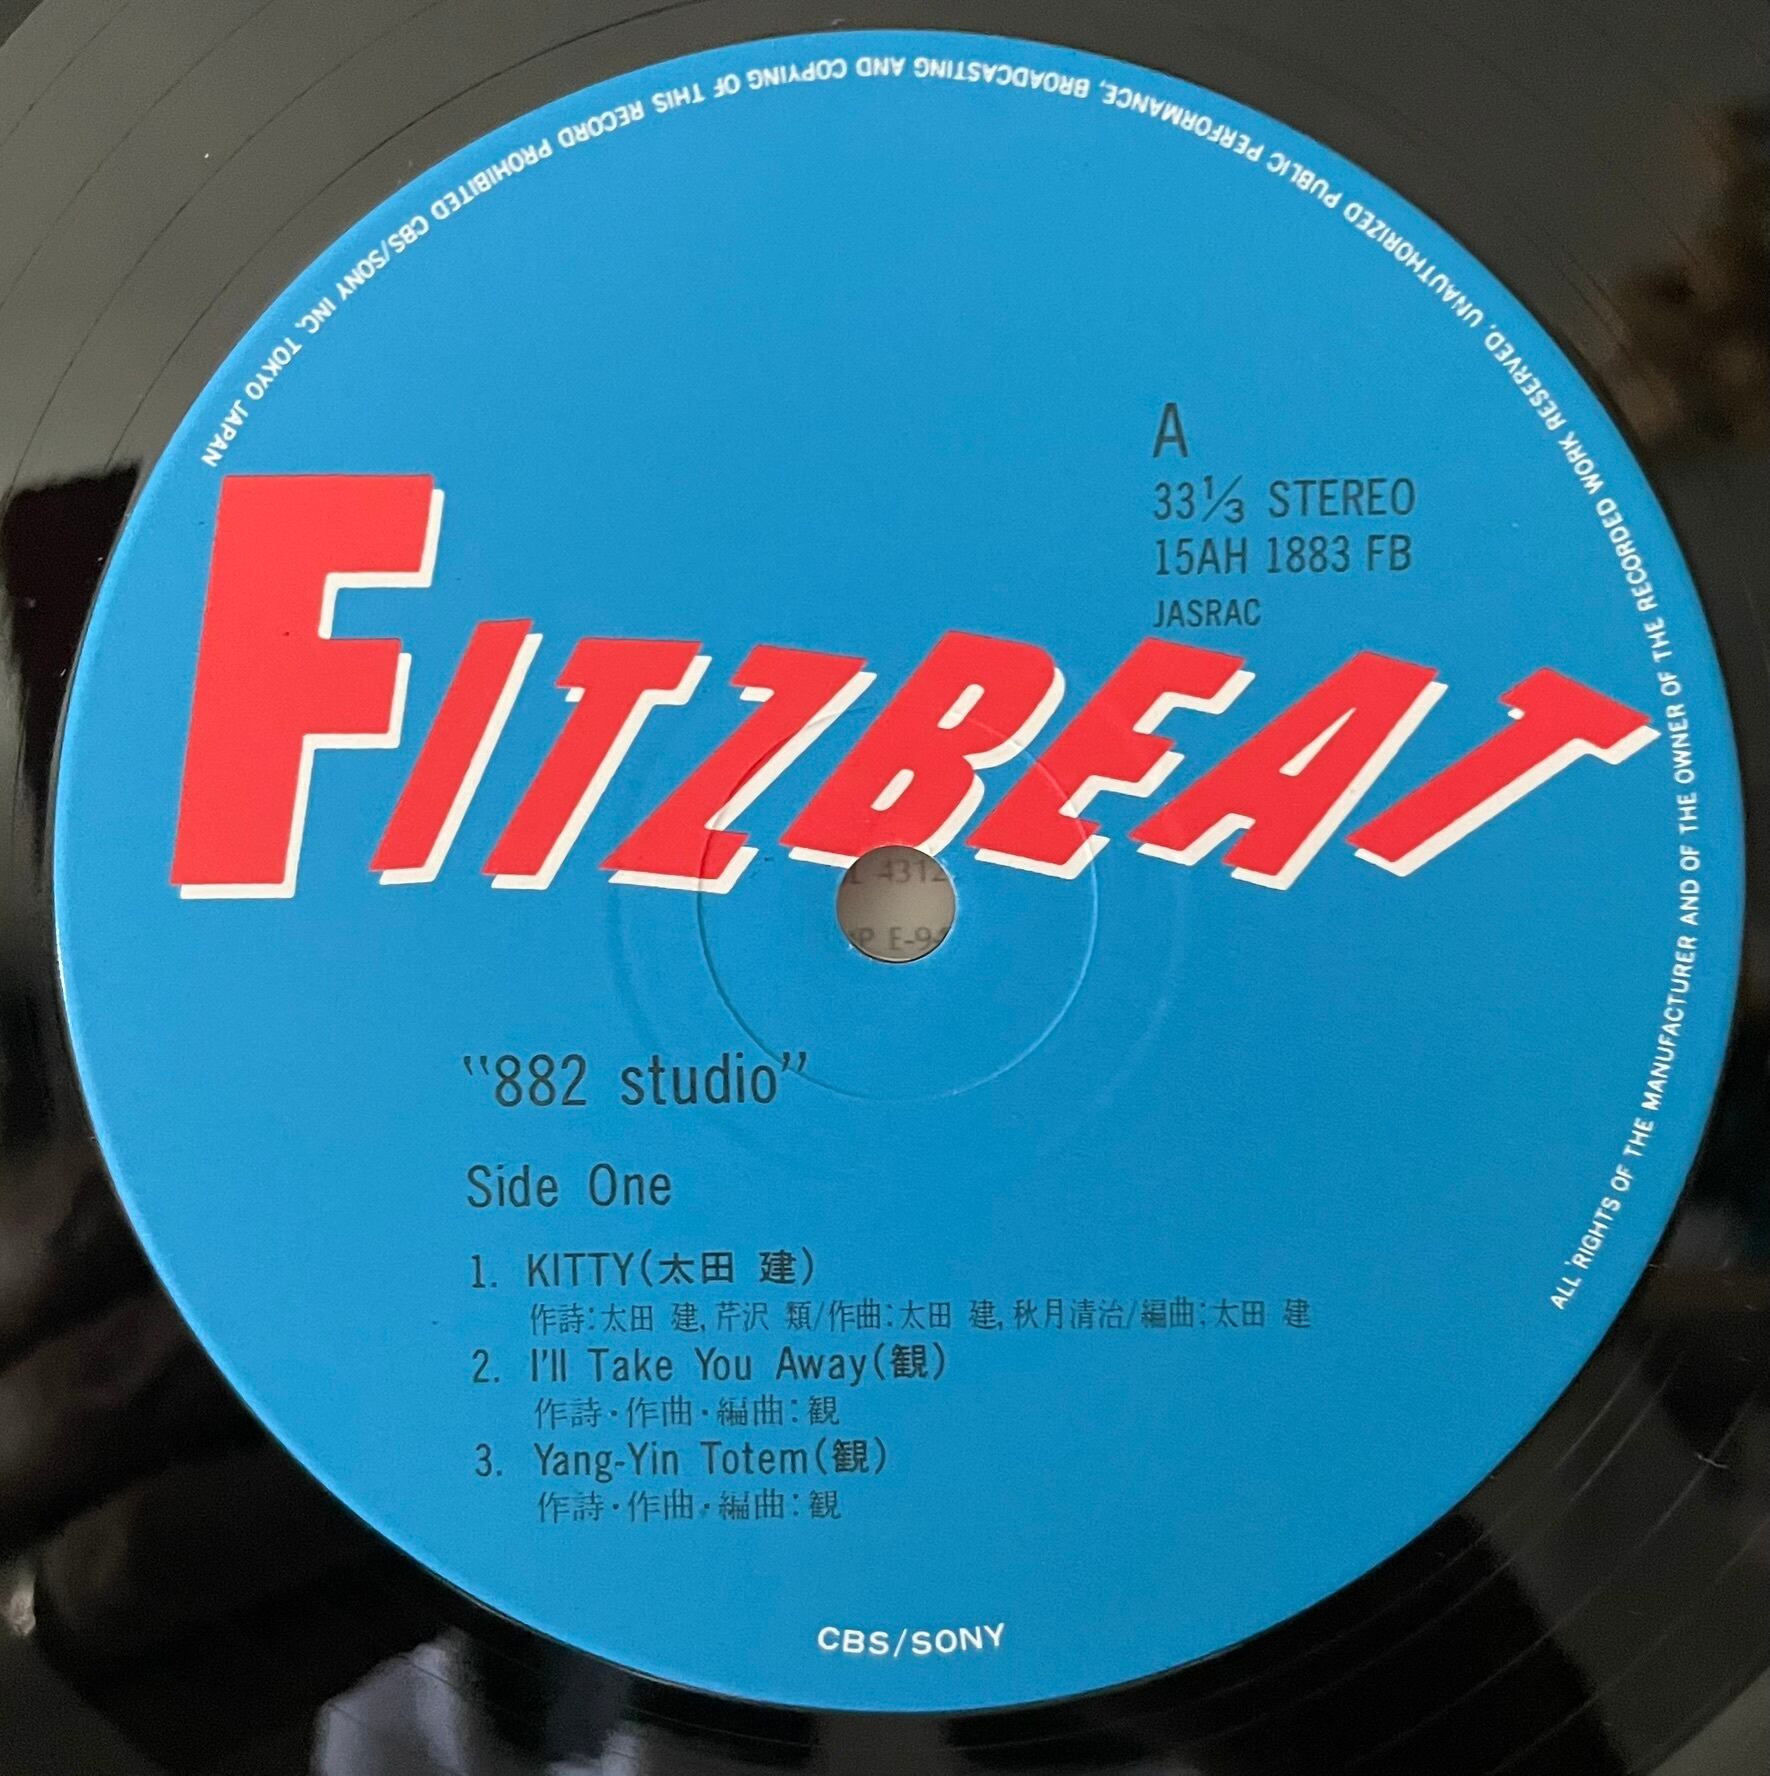 ALL RIGHTS OF THE MANUFACTURER AND OF THE OWNER OF THE RECORDED WORK RESERVED, UNAUTHORIZED PUBLIC PERFORMANCE, BROADCASTING AND COPYING OF THIS RECORD PROHIBITED CBS/SONY INC. TOKYO JAPAN
A
33⅓ STEREO
15AH 1883 FB
JASRAC
FITZBEAT
4312
E-94
"882 studio"
Side One
1. KITTY(太田 建)
作詩:太田 建, 芹沢 類/作曲:太田 建, 秋月清治/編曲:太田 建
2. I'll Take You Away(観)
作詩・作曲・編曲:観
3. Yang-Yin Totem(観)
作詩・作曲・編曲:観
CBS/SONY